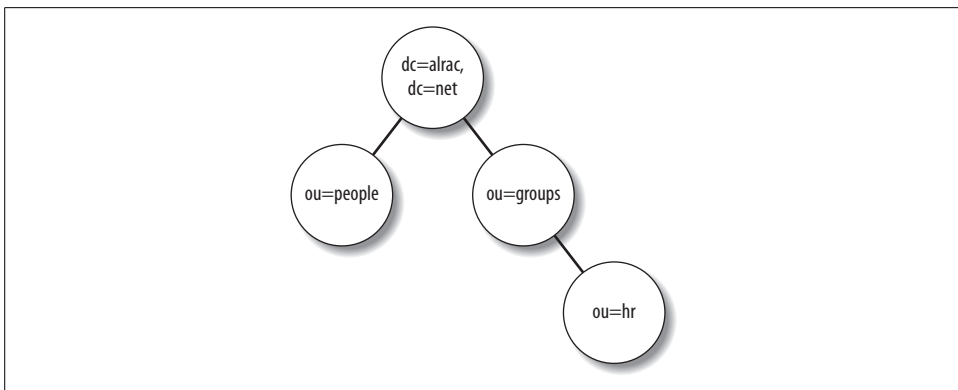 dc=alrac,
dc=net
ou=people
ou=groups
ou=hr